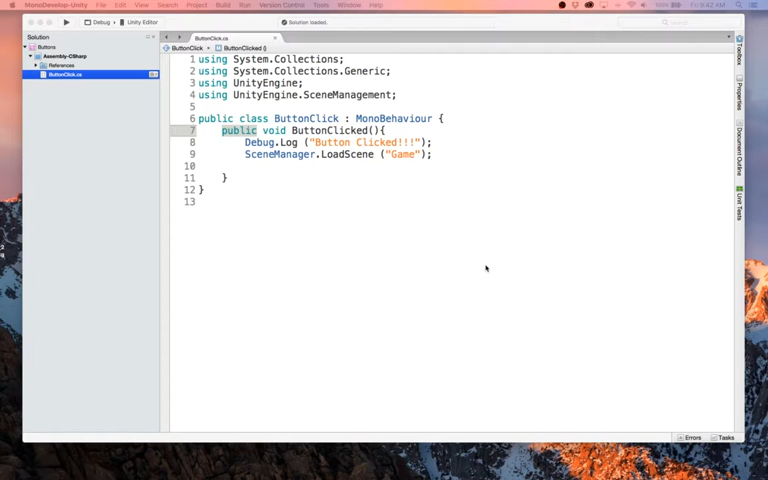 MonoDevelop-Unity File Edit View Search Project Build Run Version Control Tools Window Help
Fri 9:42 AM
Debug Unity Editor
Solution loaded.
Solution
Buttons
Assembly-CSharp
References
ButtonClick.cs
ButtonClick.cs
ButtonClick ButtonClicked ()
1 using System.Collections;
2 using System.Collections.Generic;
3 using UnityEngine;
4 using UnityEngine.SceneManagement;
5
6 public class ButtonClick : MonoBehaviour {
7 public void ButtonClicked(){
8 Debug.Log ("Button Clicked!!!");
9 SceneManager.LoadScene ("Game");
10
11 }
12 }
13
Toolbox
Properties
Document Outline
Unit Tests
Errors Tasks